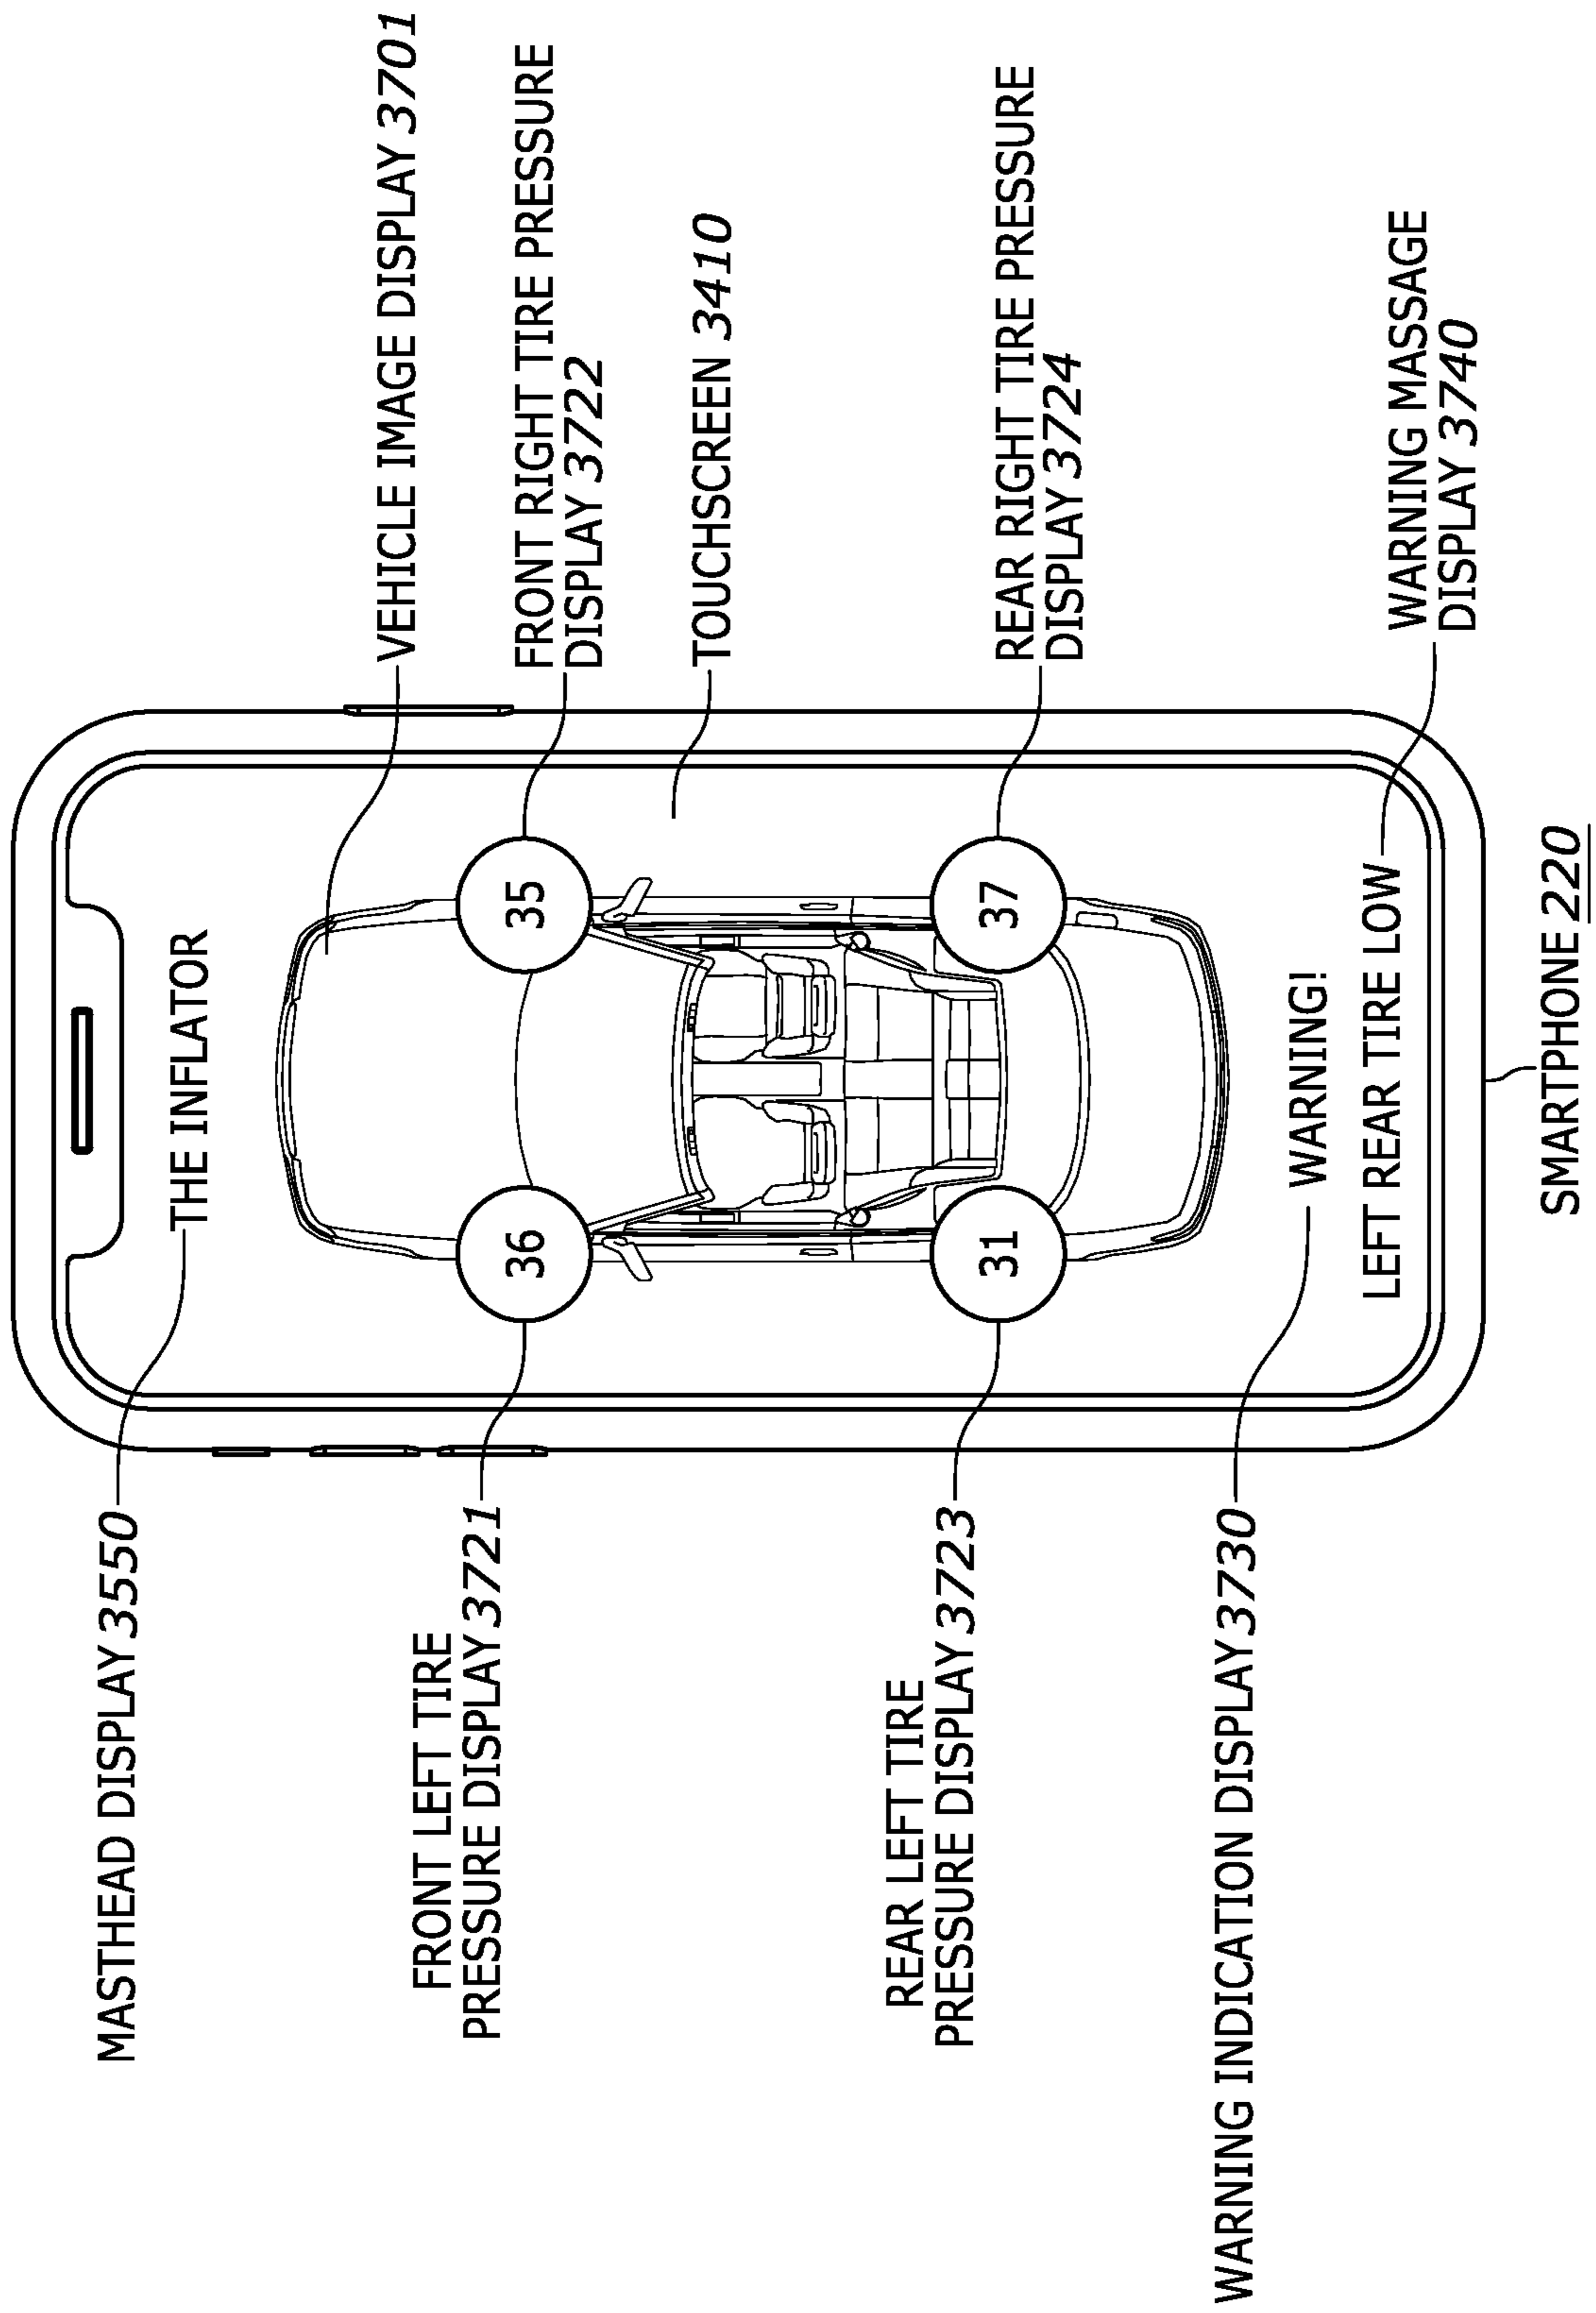 MASTHEAD DISPLAY 3550
THE INFLATOR
VEHICLE IMAGE DISPLAY 3701
FRONT LEFT TIRE
PRESSURE DISPLAY 3721
36
35
FRONT RIGHT TIRE PRESSURE
DISPLAY 3722
TOUCHSCREEN 3410
REAR LEFT TIRE
PRESSURE DISPLAY 3723
31
37
REAR RIGHT TIRE PRESSURE
DISPLAY 3724
WARNING INDICATION DISPLAY 3730
WARNING!
LEFT REAR TIRE LOW
WARNING MASSAGE
DISPLAY 3740
SMARTPHONE 220